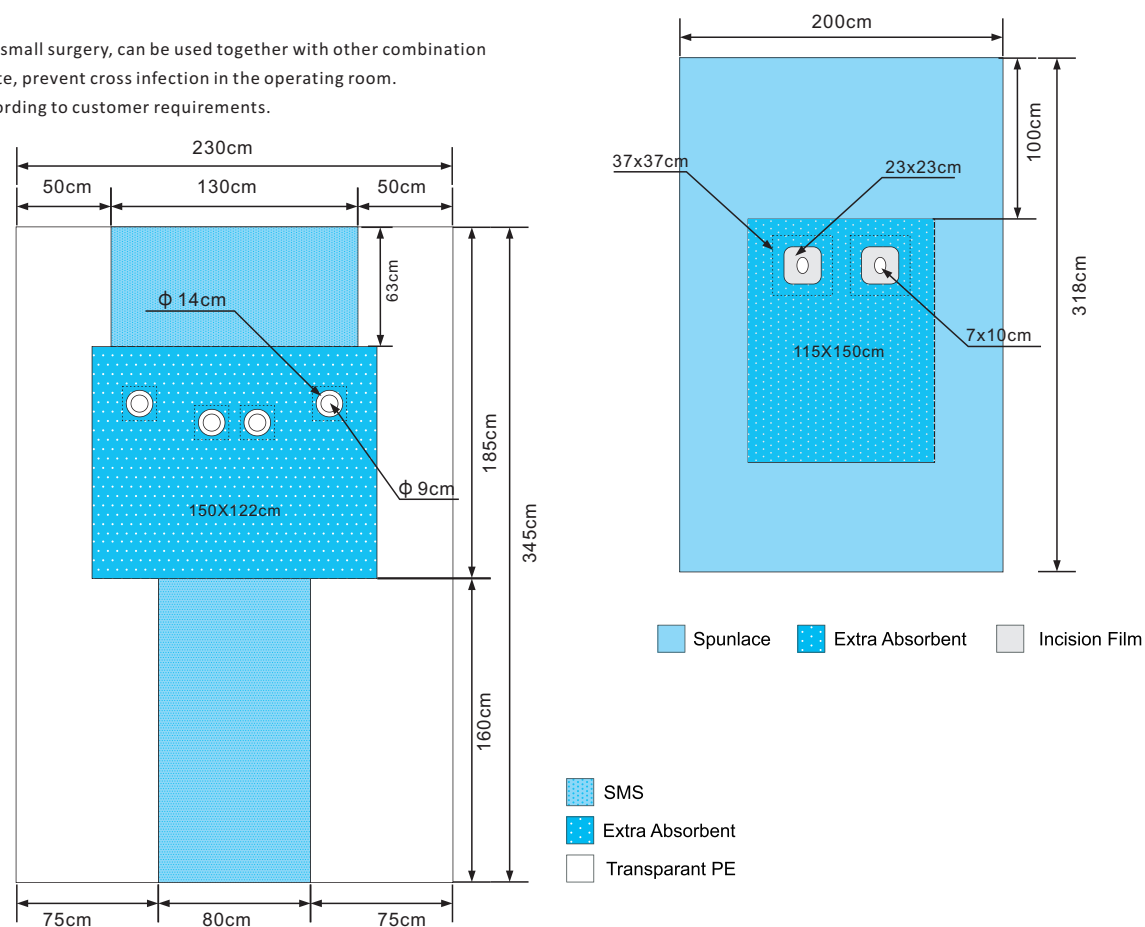 small surgery, can be used together with other combination
e, prevent cross infection in the operating room.
ording to customer requirements.
230cm
50cm
130cm
50cm
63cm
Φ 14cm
Φ 9cm
150X122cm
185cm
345cm
160cm
75cm
80cm
75cm
200cm
100cm
37x37cm
23x23cm
318cm
7x10cm
115X150cm
Spunlace
Extra Absorbent
Incision Film
SMS
Extra Absorbent
Transparant PE